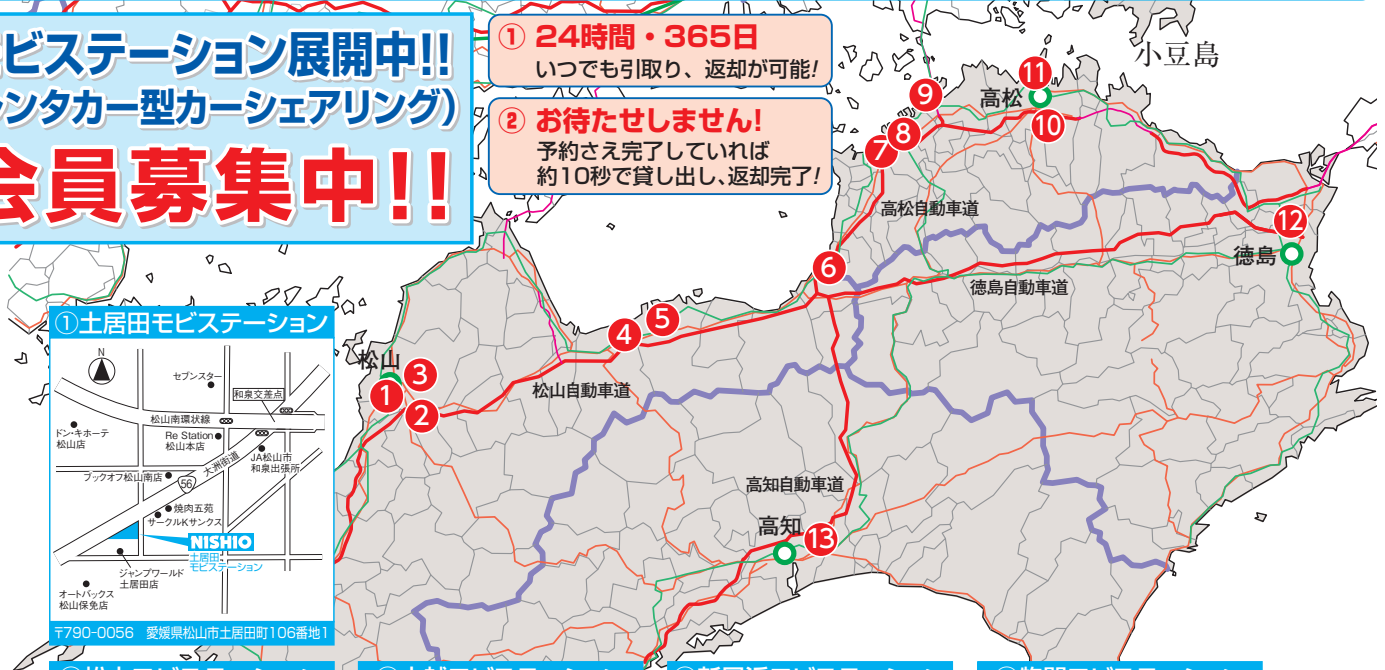 ビステーション展開中!!
ンタカー型カーシェアリング)
会員募集中!!
① 24時間・365日
いつでも引取り、返却が可能!
② お待たせしません!
予約さえ完了していれば
約10秒で貸し出し、返却完了!
小豆島
⑪
⑨
高松
⑩
⑧
⑦
高松自動車道
⑫
徳島
⑥
徳島自動車道
⑤
④
松山
③
①
②
松山自動車道
高知自動車道
高知
⑬
①土居田モビステーション
N
セブンスター
和泉交差点
松山南環状線
ドン・キホーテ
松山店
Re Station
松山本店
大洲街道
JA松山市
和泉出張所
ブックオフ松山南店
56
焼肉五苑
サークルKサンクス
NISHIO
土居田
モビステーション
ジャンプワールド
土居田店
オートバックス
松山保免店
〒790-0056 愛媛県松山市土居田町106番地1